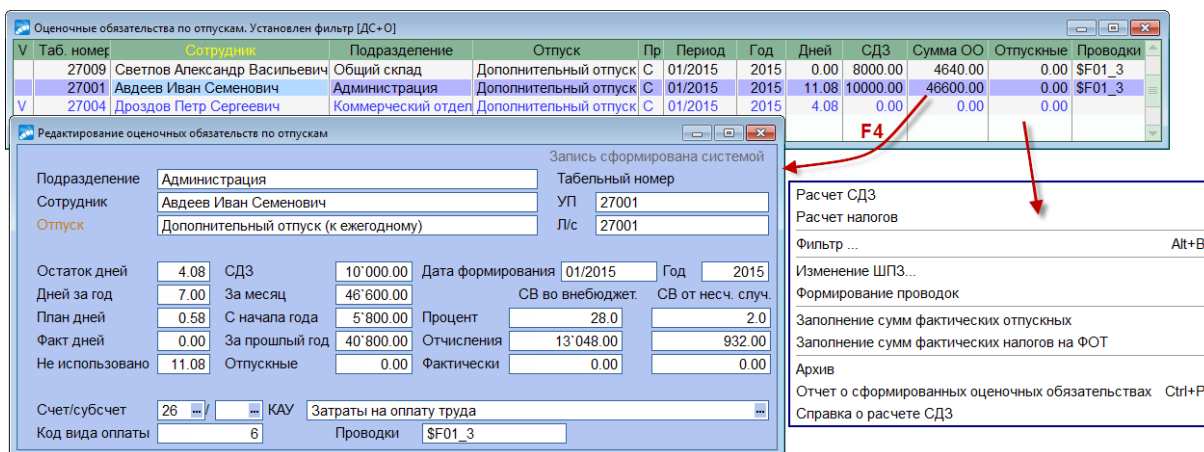 Оценочные обязательства по отпускам. Установлен фильтр [ДС+О]
V Таб. номер Сотрудник Подразделение Отпуск Пр Период Год Дней СДЗ Сумма ОО Отпускные Проводки
27009 Светлов Александр Васильевич Общий склад Дополнительный отпуск С 01/2015 2015 0.00 8000.00 4640.00 0.00 $F01_3
27001 Авдеев Иван Семенович Администрация Дополнительный отпуск С 01/2015 2015 11.08 10000.00 46600.00 0.00 $F01_3
V 27004 Дроздов Петр Сергеевич Коммерческий отдел Дополнительный отпуск С 01/2015 2015 4.08 0.00 0.00 0.00
F4
Редактирование оценочных обязательств по отпускам
Запись сформирована системой
Подразделение Администрация Табельный номер
Сотрудник Авдеев Иван Семенович УП 27001
Отпуск Дополнительный отпуск (к ежегодному) Л/с 27001
Остаток дней 4.08 СДЗ 10`000.00 Дата формирования 01/2015 Год 2015
Дней за год 7.00 За месяц 46`600.00 СВ во внебюджет. СВ от несч. случ.
План дней 0.58 С начала года 5`800.00 Процент 28.0 2.0
Факт дней 0.00 За прошлый год 40`800.00 Отчисления 13`048.00 932.00
Не использовано 11.08 Отпускные 0.00 Фактически 0.00 0.00
Счет/субсчет 26 ... / ... КАУ Затраты на оплату труда ...
Код вида оплаты 6 Проводки $F01_3
Расчет СДЗ
Расчет налогов
Фильтр ... Alt+B
Изменение ШПЗ...
Формирование проводок
Заполнение сумм фактических отпускных
Заполнение сумм фактических налогов на ФОТ
Архив
Отчет о сформированных оценочных обязательствах Ctrl+P
Справка о расчете СДЗ